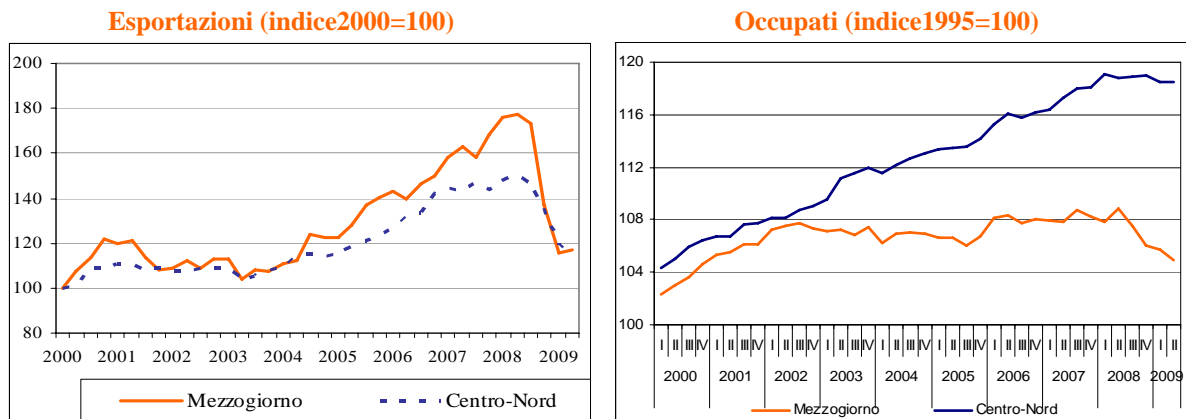 Esportazioni (indice2000=100)
200
180
160
140
120
100
80
2000 2001 2002 2003 2004 2005 2006 2007 2008 2009
Mezzogiorno Centro-Nord
Occupati (indice1995=100)
120
116
112
108
104
100
I II III IV I II III IV I II III IV I II III IV I II III IV I II III IV I II III IV I II III IV I II III IV I II
2000 2001 2002 2003 2004 2005 2006 2007 2008 2009
Mezzogiorno Centro-Nord